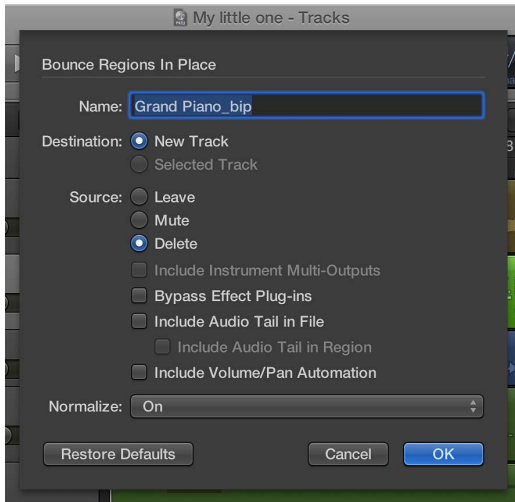 My little one - Tracks
Bounce Regions In Place
Name: Grand Piano_bip
Destination: New Track
Selected Track
Source: Leave
Mute
Delete
Include Instrument Multi-Outputs
Bypass Effect Plug-ins
Include Audio Tail in File
Include Audio Tail in Region
Include Volume/Pan Automation
Normalize: On
Restore Defaults Cancel OK